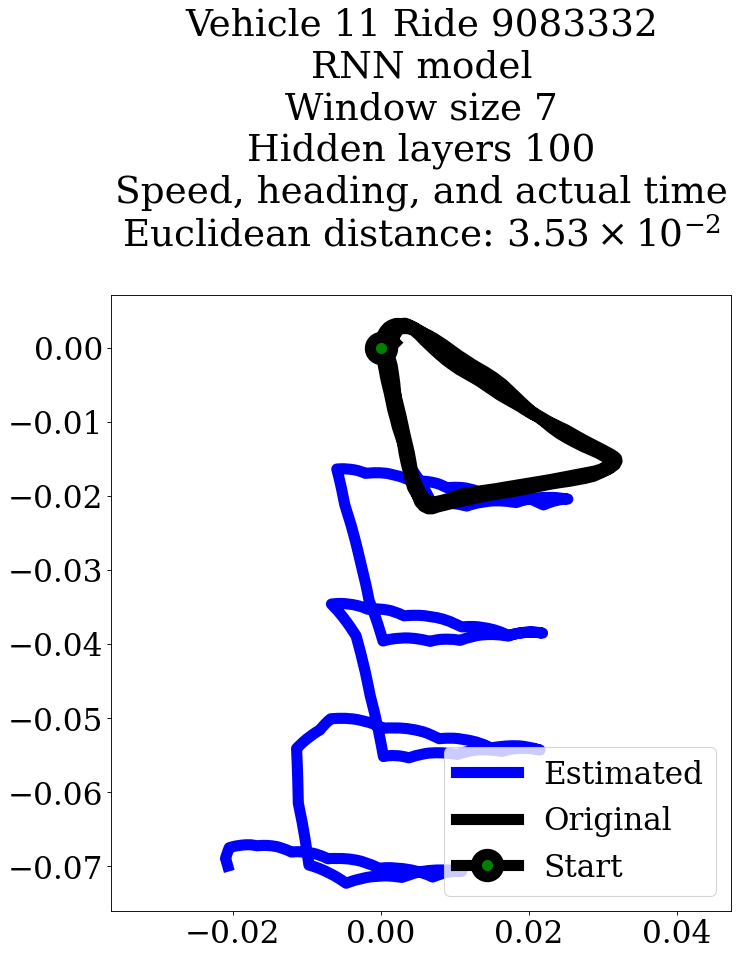 Vehicle 11 Ride 9083332
RNN model
Window size 7
Hidden layers 100
Speed, heading, and actual time
Euclidean distance: 3.53 × 10⁻²
0.00
−0.01
−0.02
−0.03
−0.04
−0.05
−0.06
−0.07
Estimated
Original
Start
−0.02 0.00 0.02 0.04